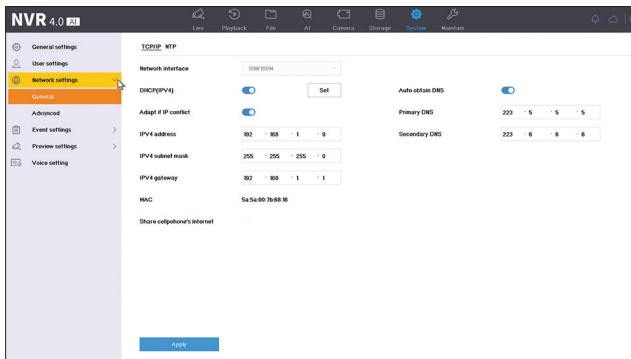 NVR 4.0 AI
Live Playback File AI Camera Storage System Maintain
General settings
User settings
Network settings
General
Advanced
Event settings
Preview settings
Voice setting
TCP/IP NTP
Network interface 10M/100M
DHCP(IPV4) Set Auto obtain DNS
Adapt if IP conflict Primary DNS 223 · 5 · 5 · 5
IPV4 address 192 · 168 · 1 · 9 Secondary DNS 223 · 6 · 6 · 6
IPV4 subnet mask 255 · 255 · 255 · 0
IPV4 gateway 192 · 168 · 1 · 1
MAC 5a:5a:00:7b:68:16
Share cellpohone's internet
Apply